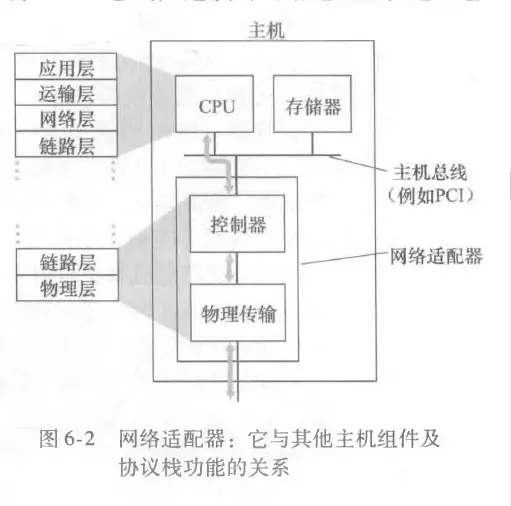 主机
应用层
运输层
网络层
链路层
CPU
存储器
主机总线
（例如PCI）
控制器
网络适配器
链路层
物理层
物理传输
图 6-2 网络适配器：它与其他主机组件及
协议栈功能的关系